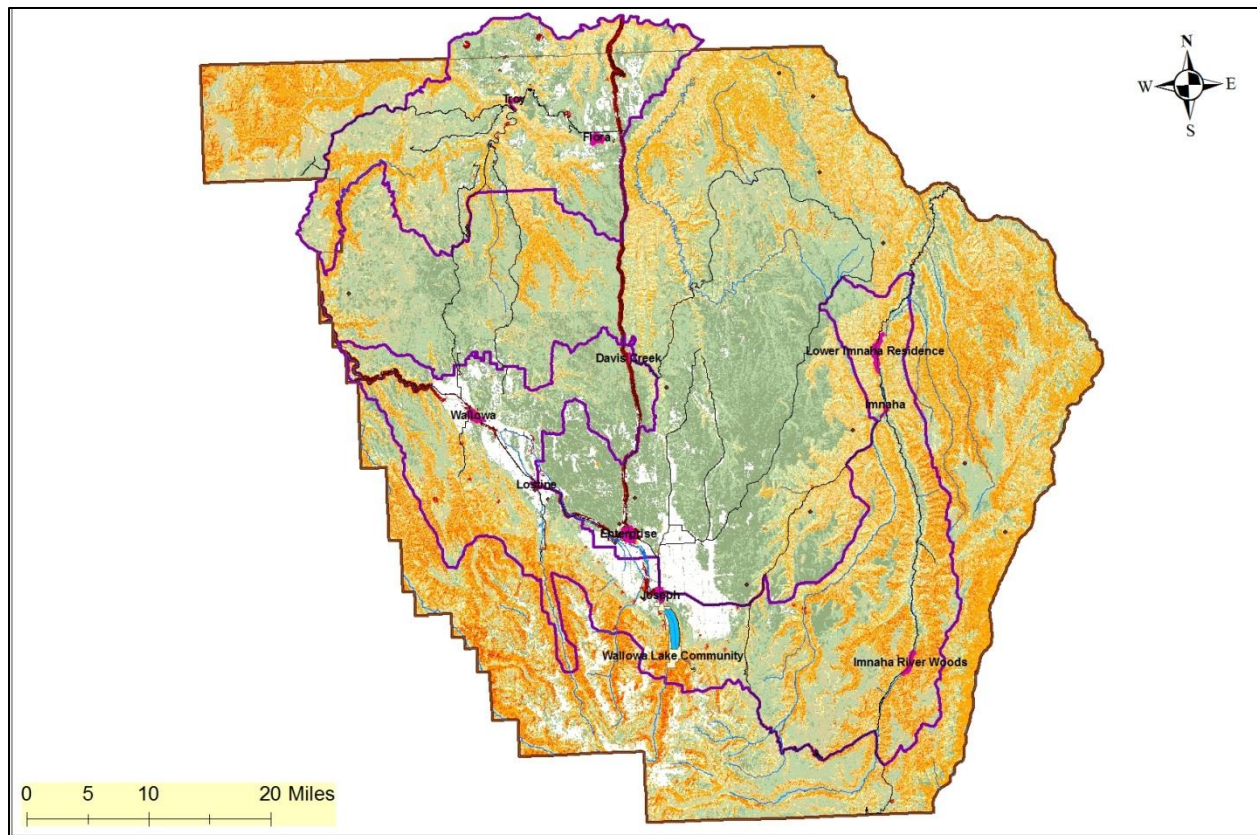 N
W E
S
Troy
Flora
Davis Creek
Lower Imnaha Residence
Imnaha
Wallowa
Lostine
Enterprise
Joseph
Wallowa Lake Community
Imnaha River Woods
0 5 10 20 Miles